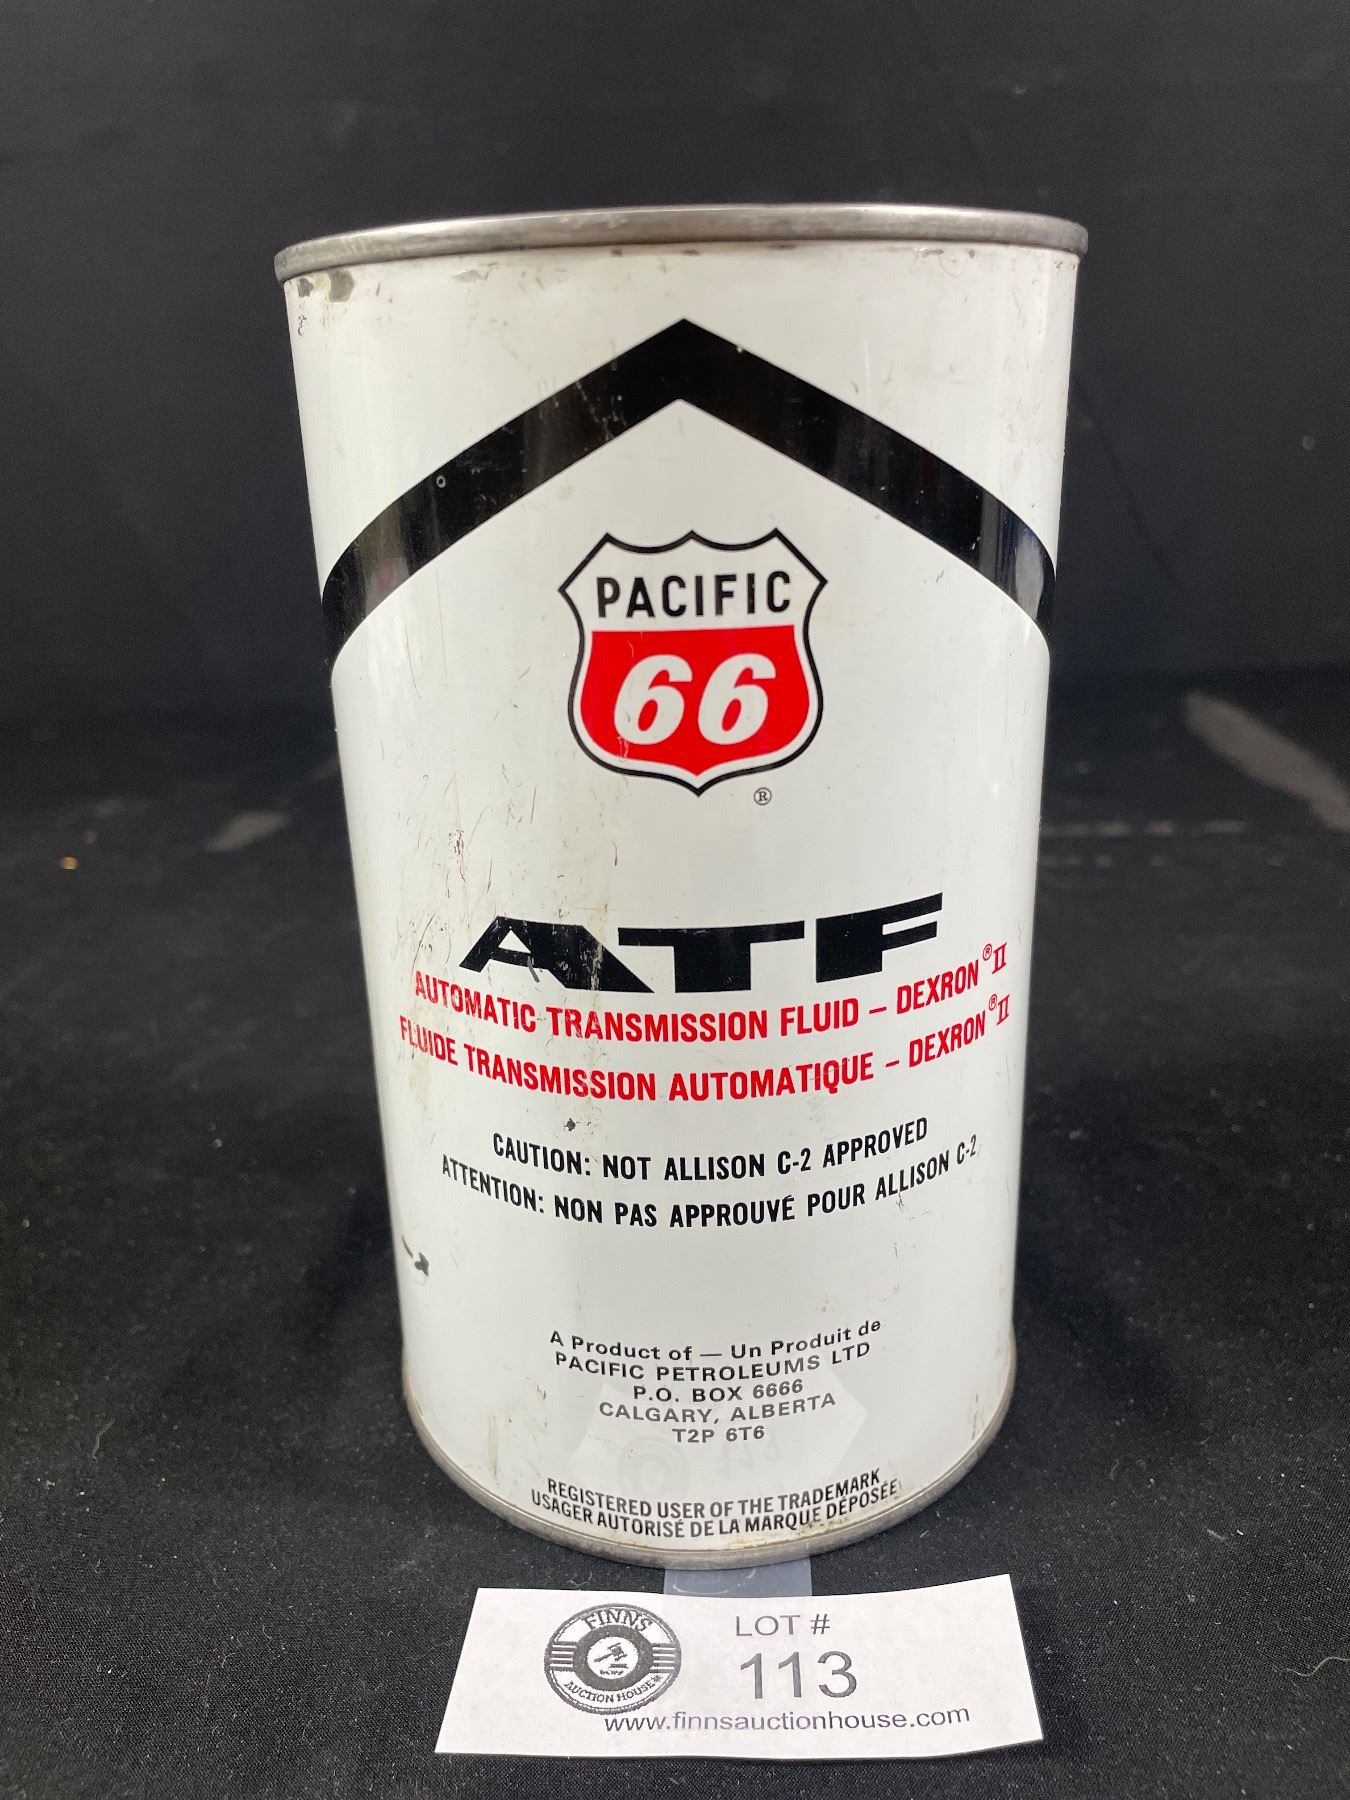 PACIFIC
66
®
ATF
AUTOMATIC TRANSMISSION FLUID – DEXRON® II
FLUIDE TRANSMISSION AUTOMATIQUE – DEXRON® II
CAUTION: NOT ALLISON C-2 APPROVED
ATTENTION: NON PAS APPROUVÉ POUR ALLISON C-2
A Product of — Un Produit de
PACIFIC PETROLEUMS LTD
P.O. BOX 6666
CALGARY, ALBERTA
T2P 6T6
REGISTERED USER OF THE TRADEMARK
USAGER AUTORISÉ DE LA MARQUE DÉPOSÉE
FINNS
AUCTION HOUSE
LOT #
113
www.finnsauctionhouse.com